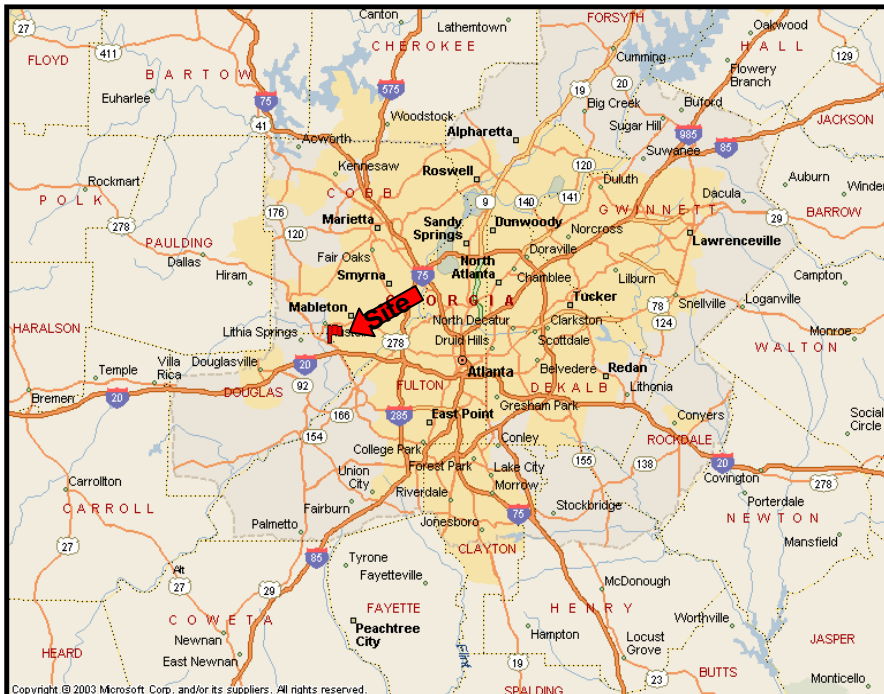 Canton
Lathemtown
FORSYTH
Oakwood
27
411
FLOYD
CHEROKEE
Cumming
HALL
129
BARTOW
575
Flowery
Branch
Euharlee
75
19
20
Woodstock
Big Creek
Buford
41
Alpharetta
Sugar Hill
985
JACKSON
Acworth
85
Kennesaw
120
Suwanee
Rockmart
Roswell
Duluth
Auburn
Winder
COBB
9
140
141
Dacula
POLK
176
Marietta
Sandy
Springs
Dunwoody
GWINNETT
29
BARROW
278
120
Norcross
Lawrenceville
PAULDING
Fair Oaks
Doraville
Dallas
North
Atlanta
Hiram
Smyrna
75
Chamblee
Lilburn
Campton
GEORGIA
Tucker
Snellville
Loganville
Mableton
Site
78
HARALSON
North Decatur
Clarkston
124
Monroe
Lithia Springs
278
Druid Hills
Scottdale
WALTON
Villa
Rica
Douglasville
20
Atlanta
Belvedere
Redan
Temple
92
FULTON
DEKALB
Lithonia
Bremen
20
DOUGLAS
166
285
East Point
Gresham Park
Conyers
Social
Circle
154
College Park
Conley
ROCKDALE
Forest Park
155
138
20
Union
City
Lake City
Covington
278
Carrollton
Riverdale
Morrow
Porterdale
CARROLL
Fairburn
Stockbridge
NEWTON
Palmetto
Jonesboro
75
Mansfield
27
85
CLAYTON
Tyrone
Alt
27
29
Fayetteville
McDonough
COWETA
FAYETTE
HENRY
Worthville
Newnan
Peachtree
City
Hampton
Locust
Grove
JASPER
HEARD
East Newnan
Flint
19
23
BUTTS
Monticello
SPALDING
Copyright © 2003 Microsoft Corp. and/or its suppliers. All rights reserved.